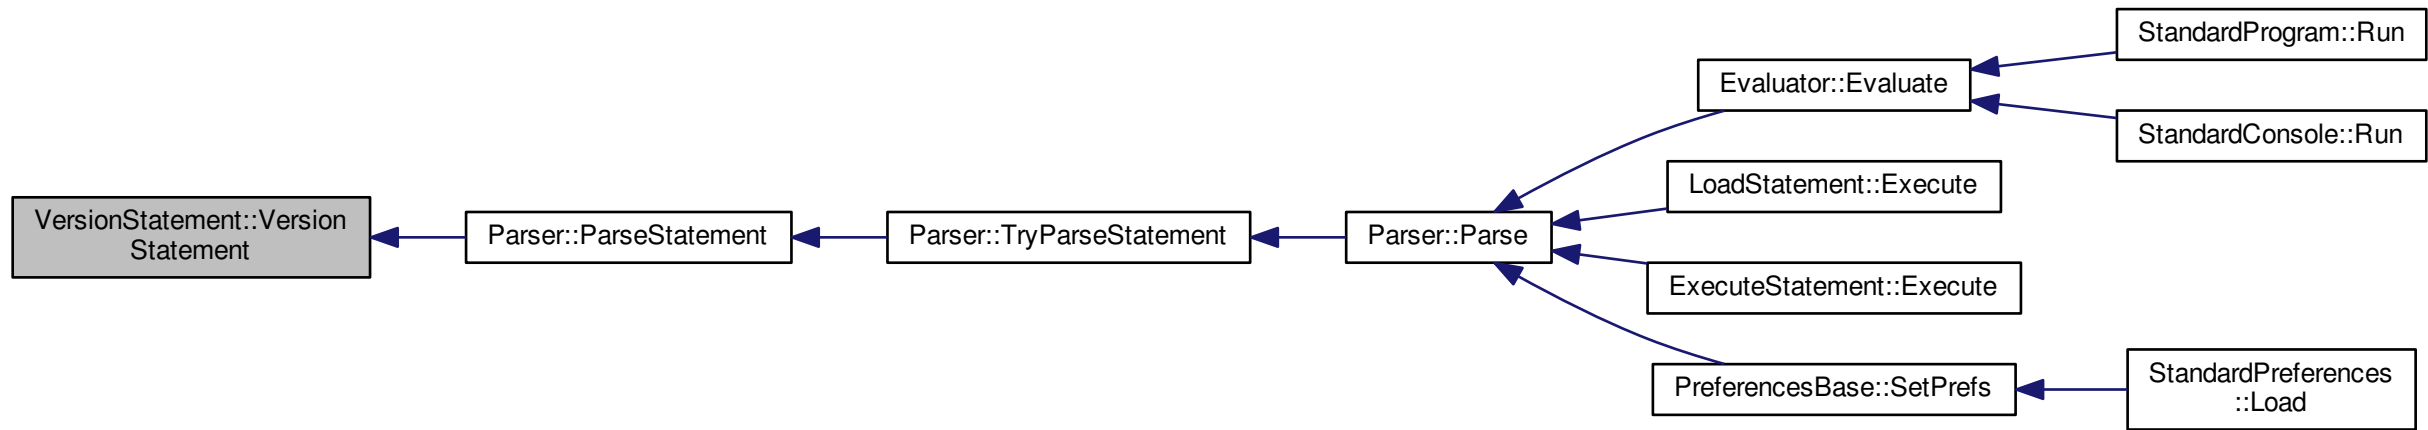 VersionStatement::Version
Statement
Parser::ParseStatement
Parser::TryParseStatement
Parser::Parse
Evaluator::Evaluate
StandardProgram::Run
StandardConsole::Run
LoadStatement::Execute
ExecuteStatement::Execute
PreferencesBase::SetPrefs
StandardPreferences
::Load